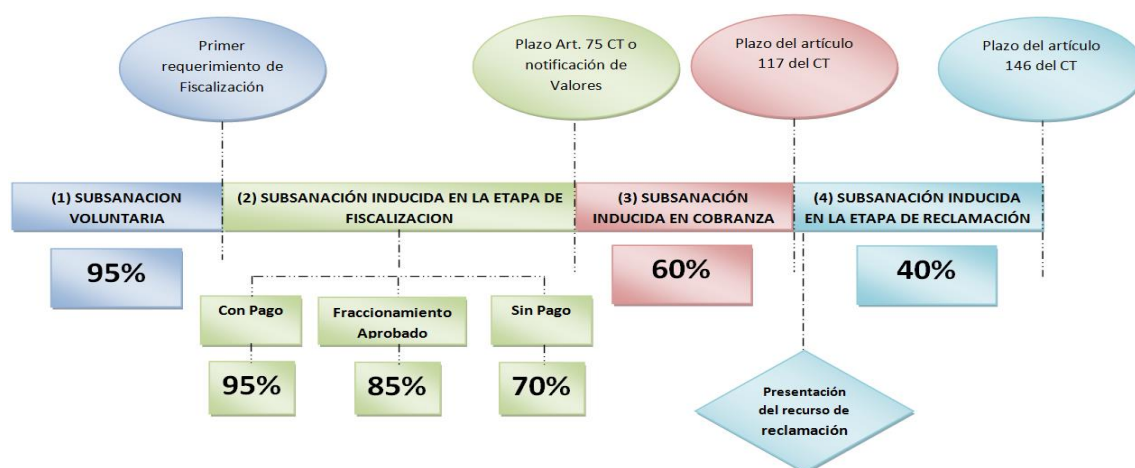 Primer
requerimiento de
Fiscalización
Plazo Art. 75 CT o
notificación de
Valores
Plazo del artículo
117 del CT
Plazo del artículo
146 del CT
(1) SUBSANACION
VOLUNTARIA
(2) SUBSANACIÓN INDUCIDA EN LA ETAPA DE
FISCALIZACION
(3) SUBSANACIÓN
INDUCIDA EN COBRANZA
(4) SUBSANACIÓN INDUCIDA
EN LA ETAPA DE RECLAMACIÓN
95%
60%
40%
Con Pago
Fraccionamiento
Aprobado
Sin Pago
95%
85%
70%
Presentación
del recurso de
reclamación